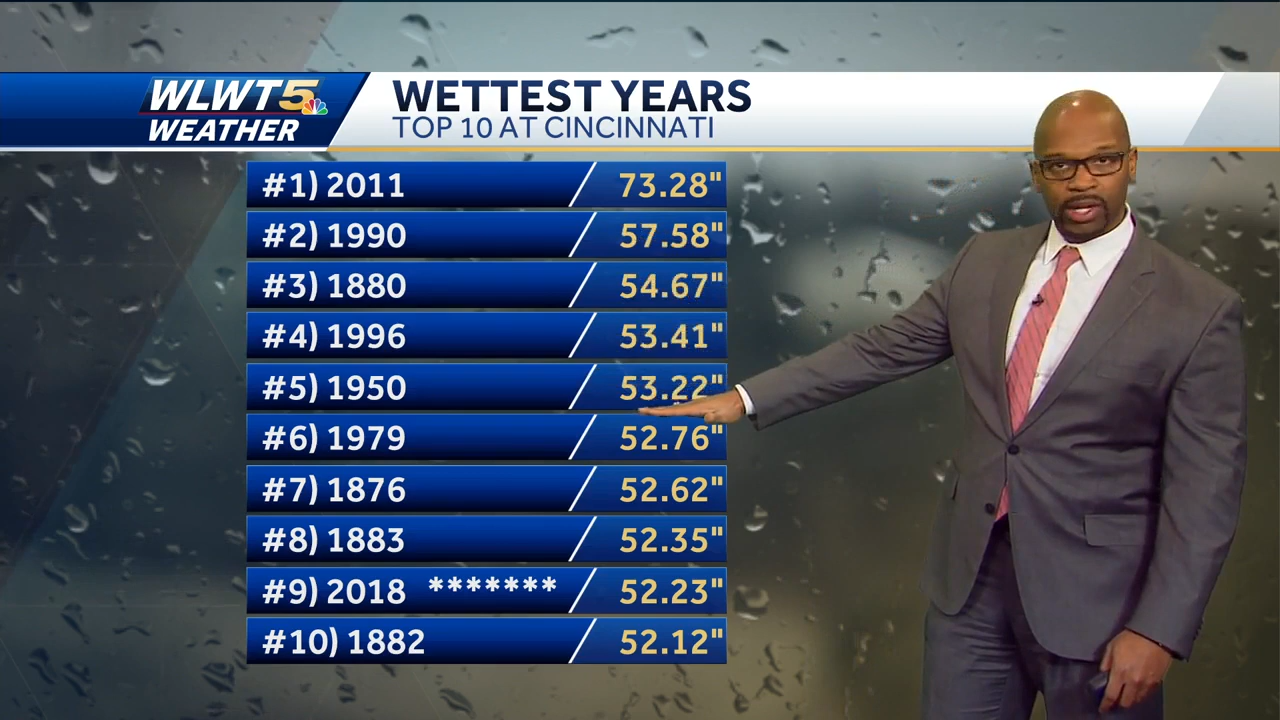 WLWT5
WEATHER
WETTEST YEARS
TOP 10 AT CINCINNATI
#1) 2011 73.28"
#2) 1990 57.58"
#3) 1880 54.67"
#4) 1996 53.41"
#5) 1950 53.22"
#6) 1979 52.76"
#7) 1876 52.62"
#8) 1883 52.35"
#9) 2018 ******* 52.23"
#10) 1882 52.12"